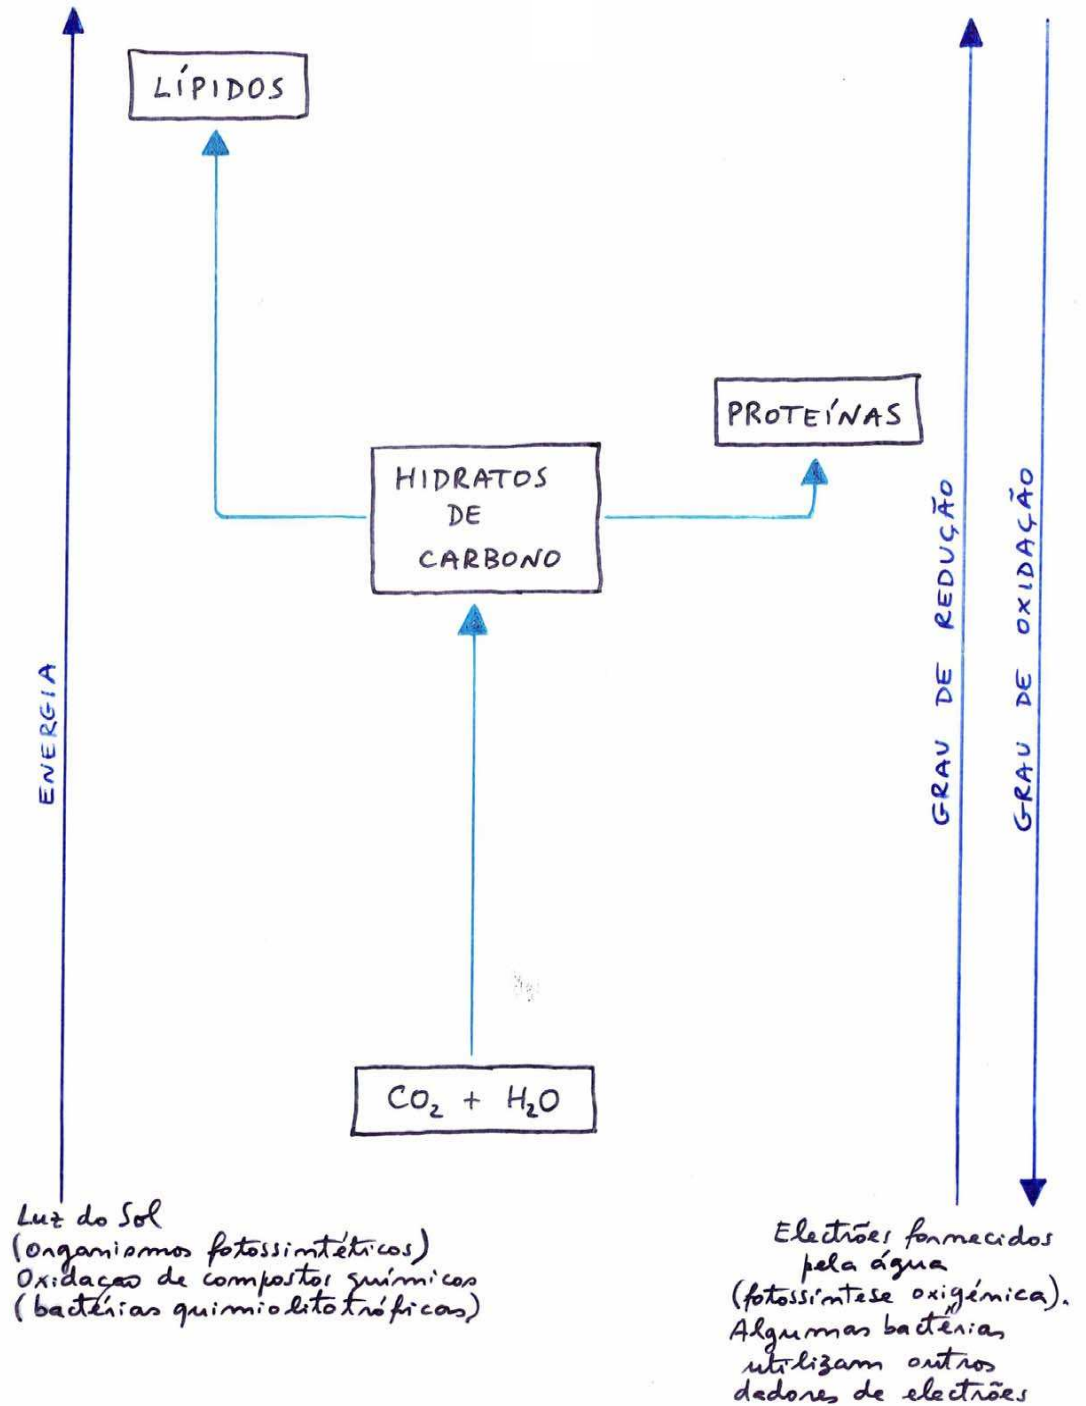 LÍPIDOS
PROTEÍNAS
HIDRATOS
DE
CARBONO
ENERGIA
GRAU DE REDUÇÃO
GRAU DE OXIDAÇÃO
CO₂ + H₂O
Luz do Sol
(organismos fotossintéticos)
Oxidação de compostos químicos
(bactérias quimiolitotróficas)
Electrões fornecidos
pela água
(fotossíntese oxigénica).
Algumas bactérias
utilizam outros
dadores de electrões